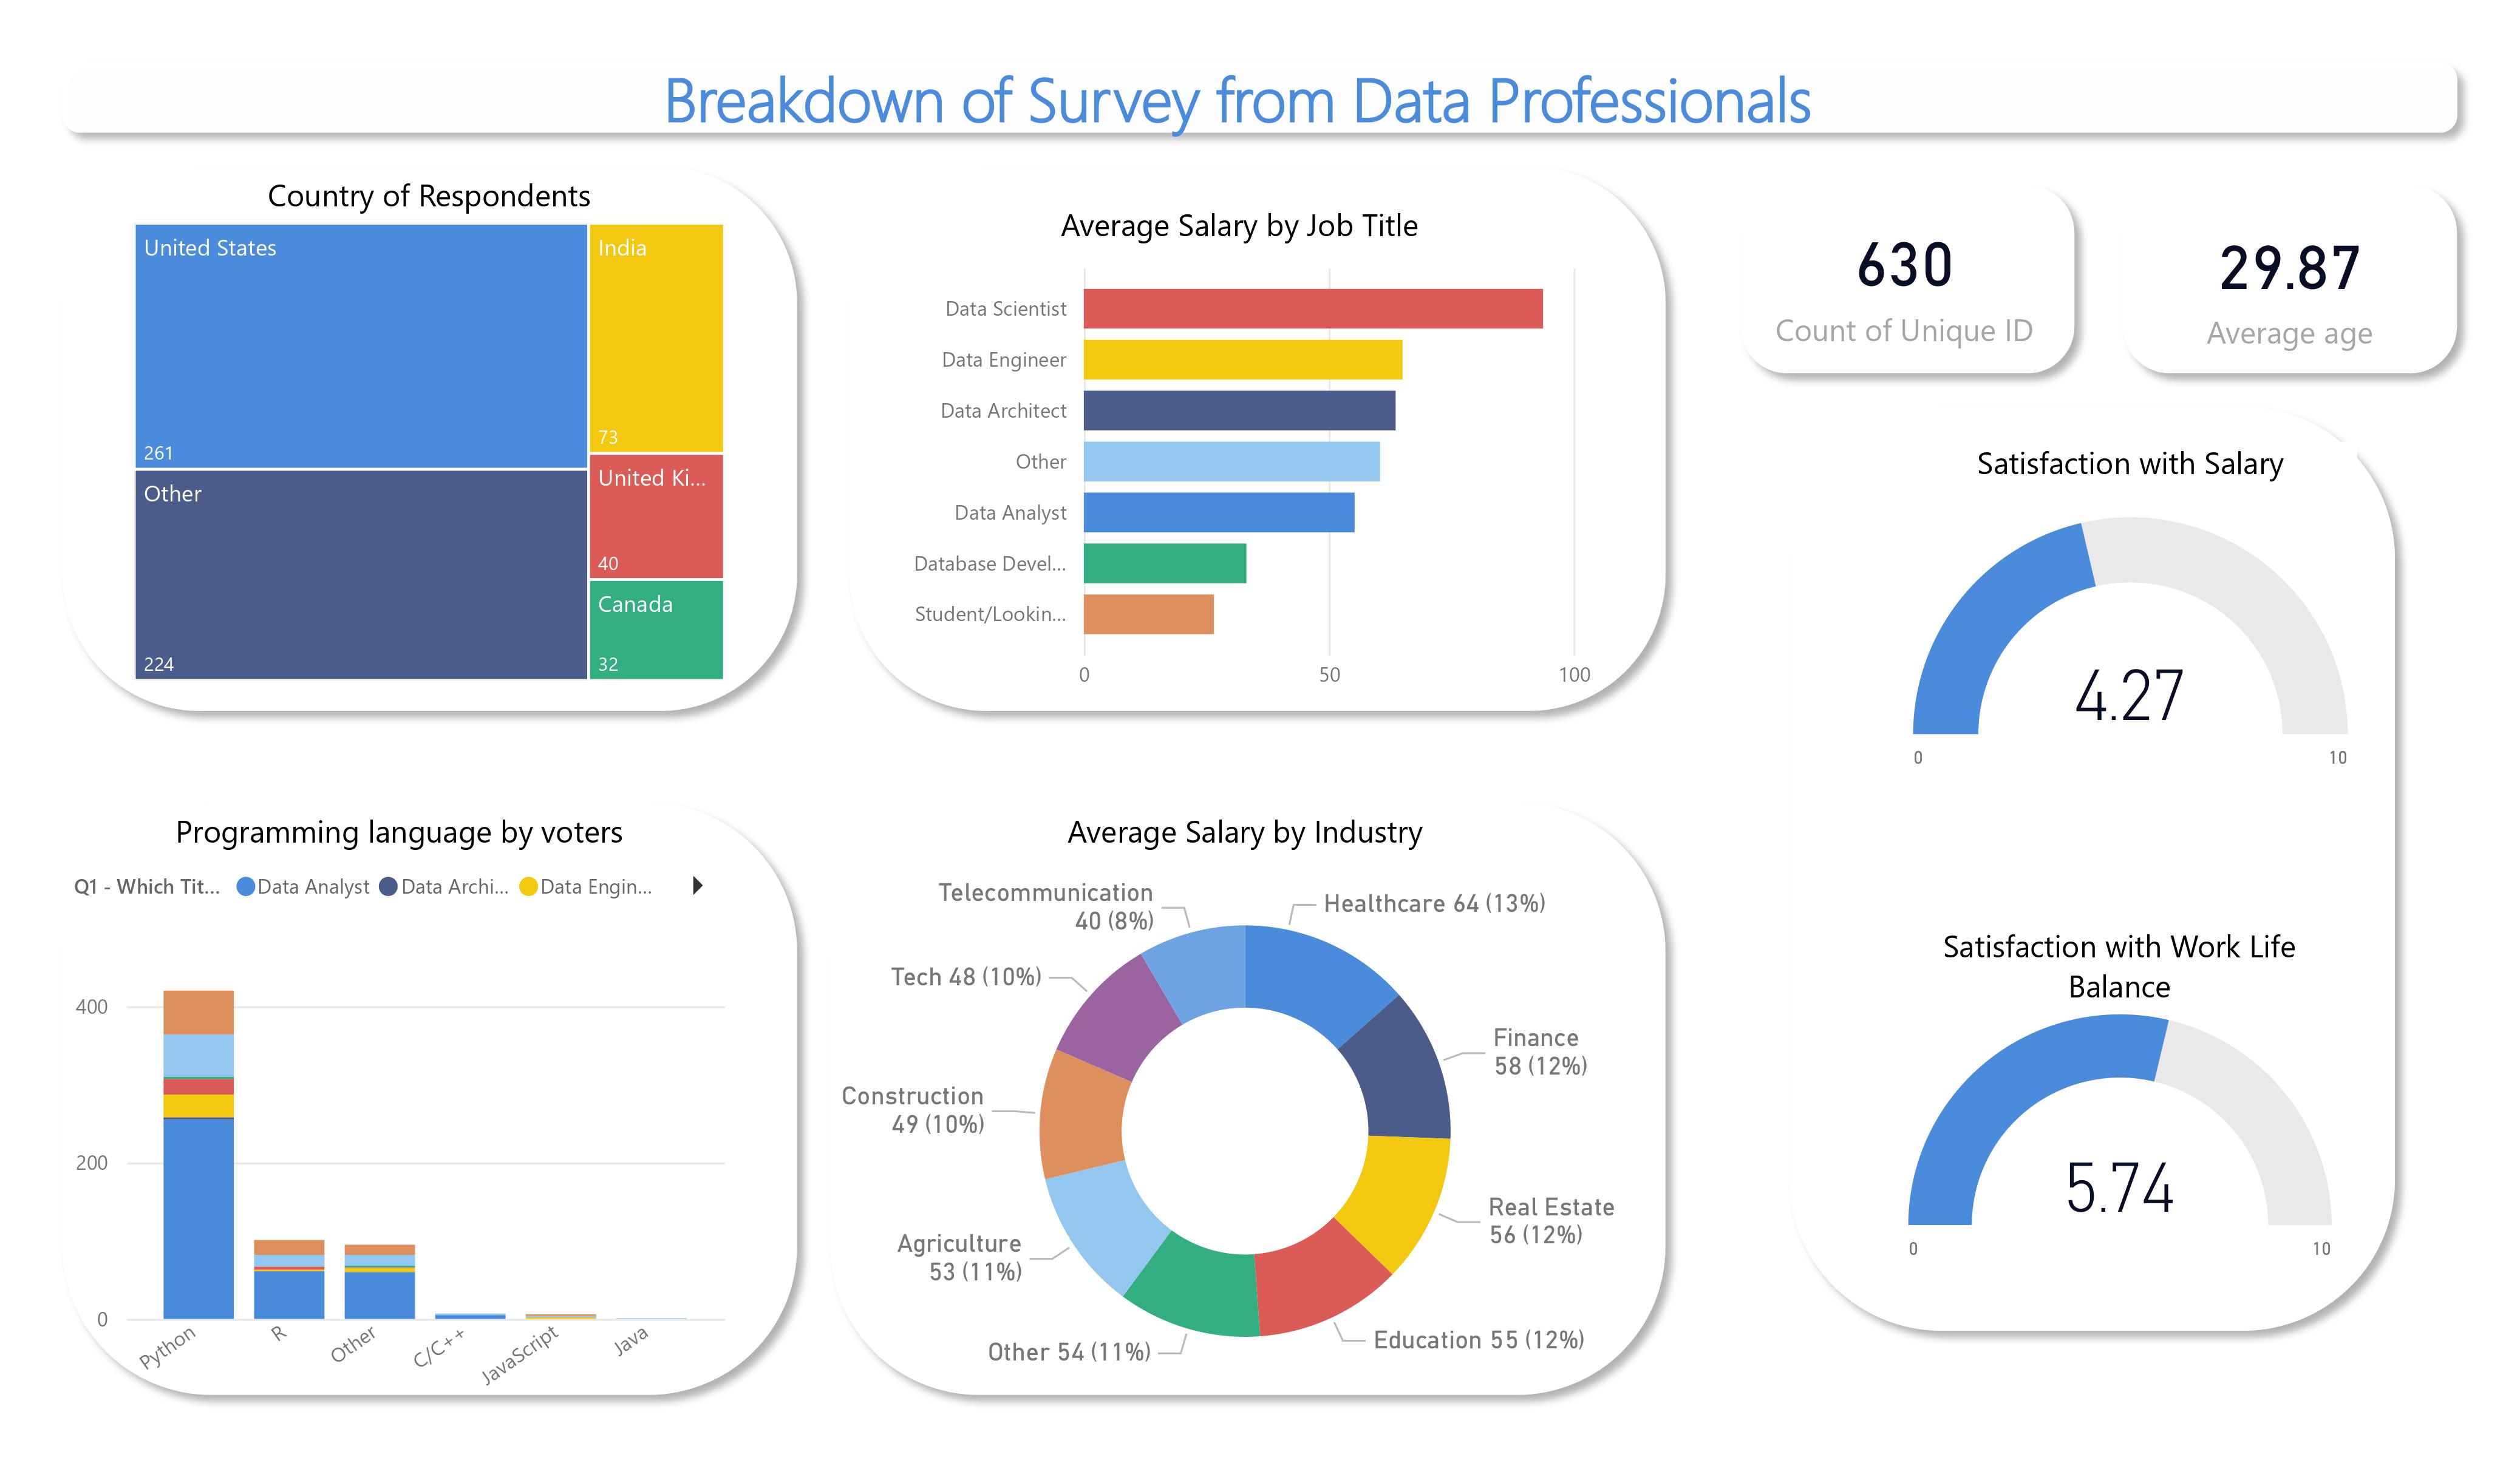 Breakdown of Survey from Data Professionals
Country of Respondents
United States
261
Other
224
India
73
United Ki...
40
Canada
32
Average Salary by Job Title
Data Scientist
Data Engineer
Data Architect
Other
Data Analyst
Database Devel...
Student/Lookin...
0
50
100
630
Count of Unique ID
29.87
Average age
Satisfaction with Salary
4.27
0
10
Programming language by voters
Q1 - Which Tit...
Data Analyst
Data Archi...
Data Engin...
400
200
0
Python
R
Other
C/C++
JavaScript
Java
Average Salary by Industry
Healthcare 64 (13%)
Finance
58 (12%)
Real Estate
56 (12%)
Education 55 (12%)
Other 54 (11%)
Agriculture
53 (11%)
Construction
49 (10%)
Tech 48 (10%)
Telecommunication
40 (8%)
Satisfaction with Work Life
Balance
5.74
0
10